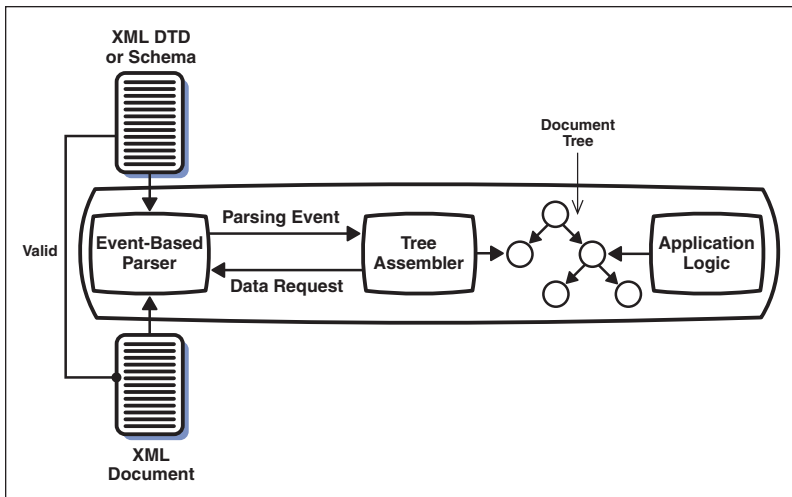 XML DTD
or Schema
Document
Tree
Parsing Event
Event-Based
Parser
Tree
Assembler
Application
Logic
Valid
Data Request
XML
Document